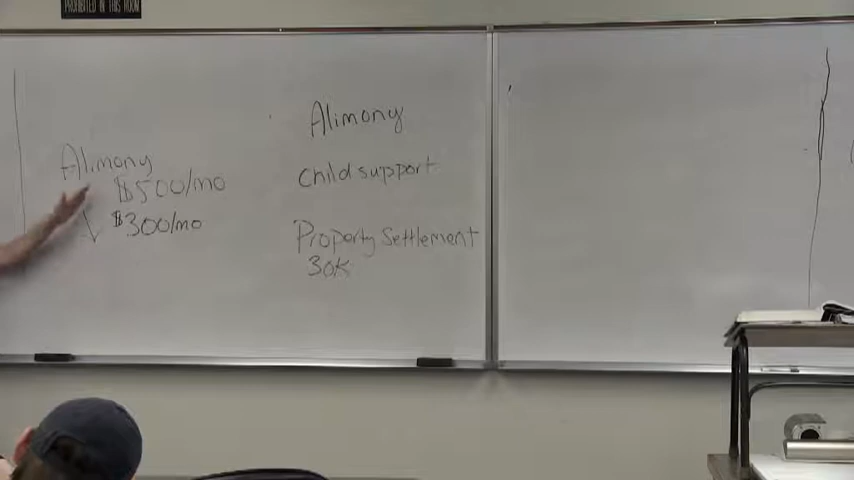 PROHIBITED IN THIS ROOM
Alimony
$500/mo
$300/mo
Alimony
Child support
Property Settlement
30K